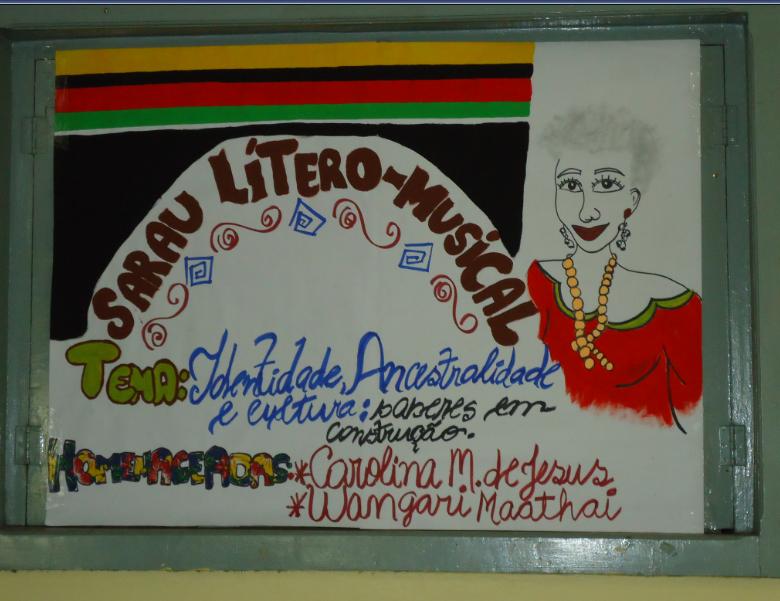 SARAU LÍTERO-MUSICAL
TEMA: Identidade, Ancestralidade
e cultura: saberes em
construção.
HOMENAGEADAS: *Carolina M. de Jesus
*Wangari Maathai